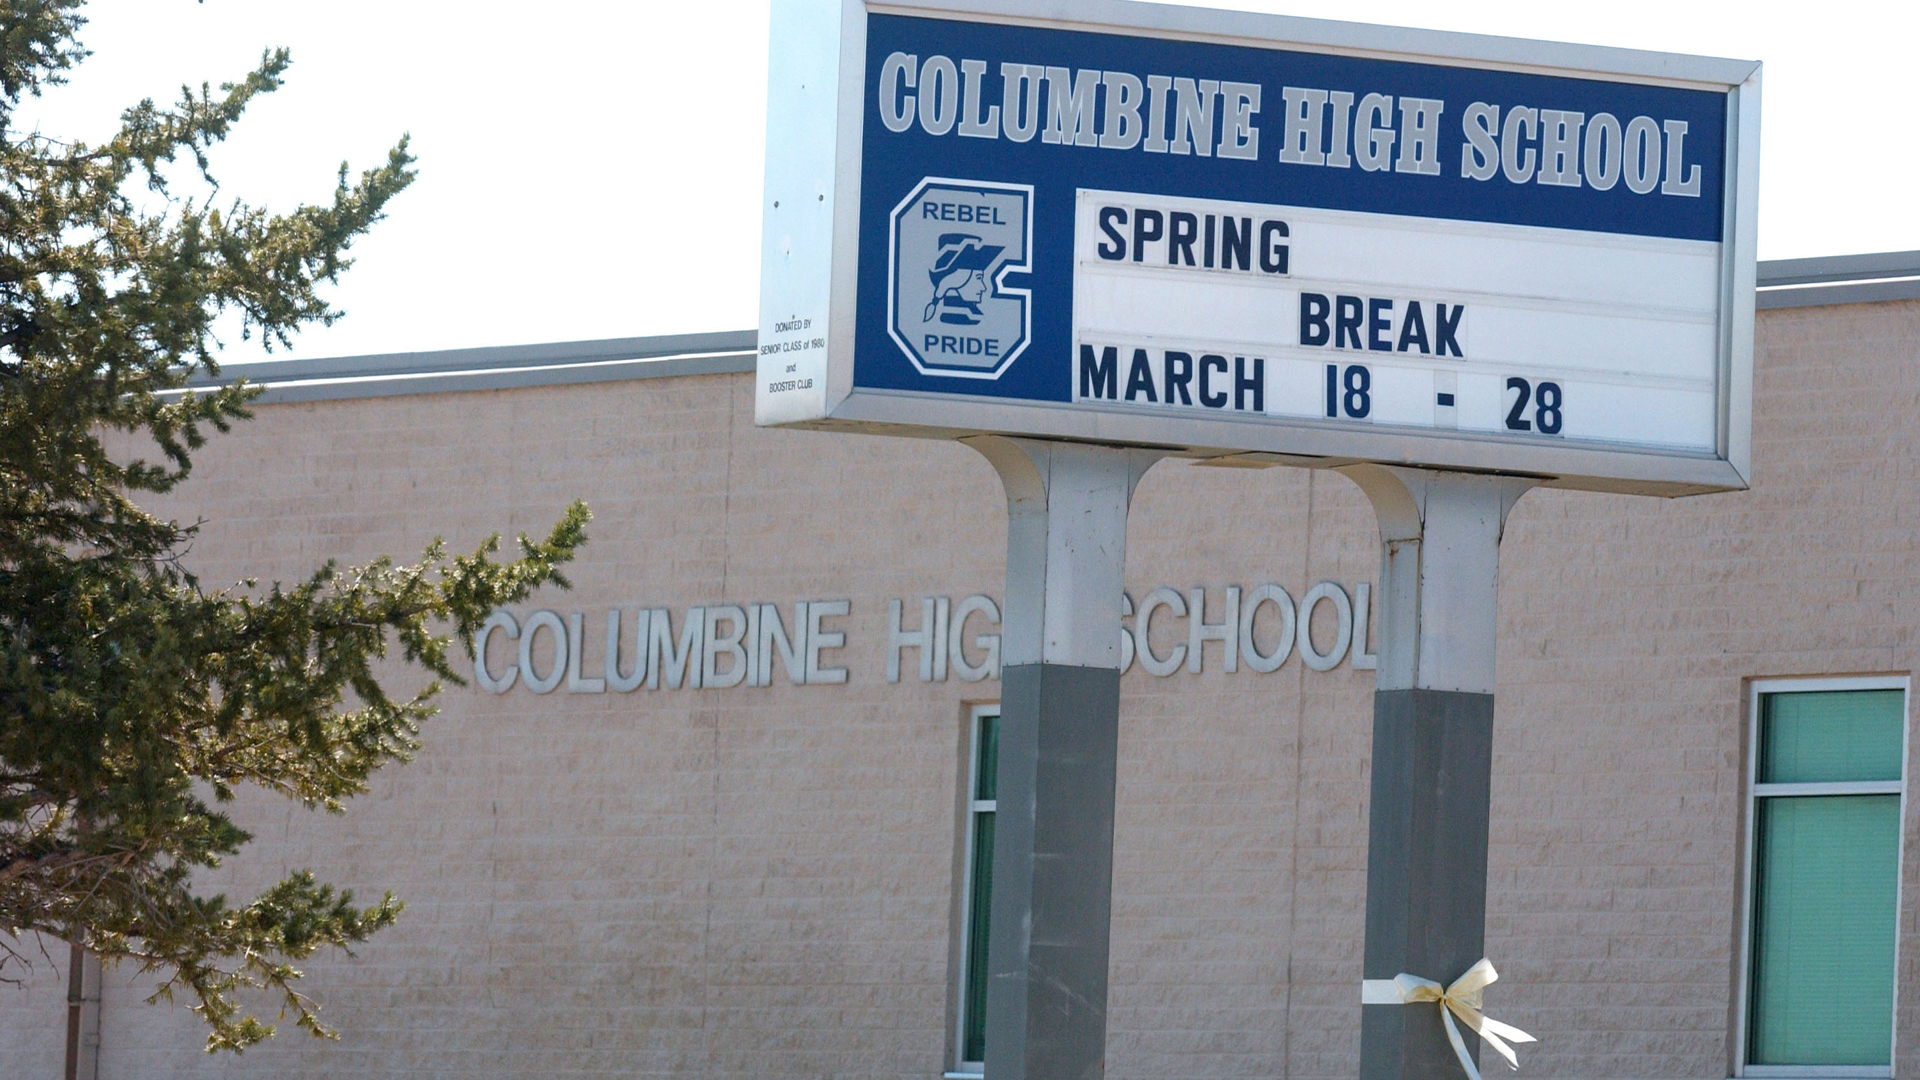 COLUMBINE HIGH SCHOOL
REBEL
PRIDE
SPRING
BREAK
MARCH 18 - 28
DONATED BY
SENIOR CLASS of 1980
and
BOOSTER CLUB
COLUMBINE HIG SCHOOL